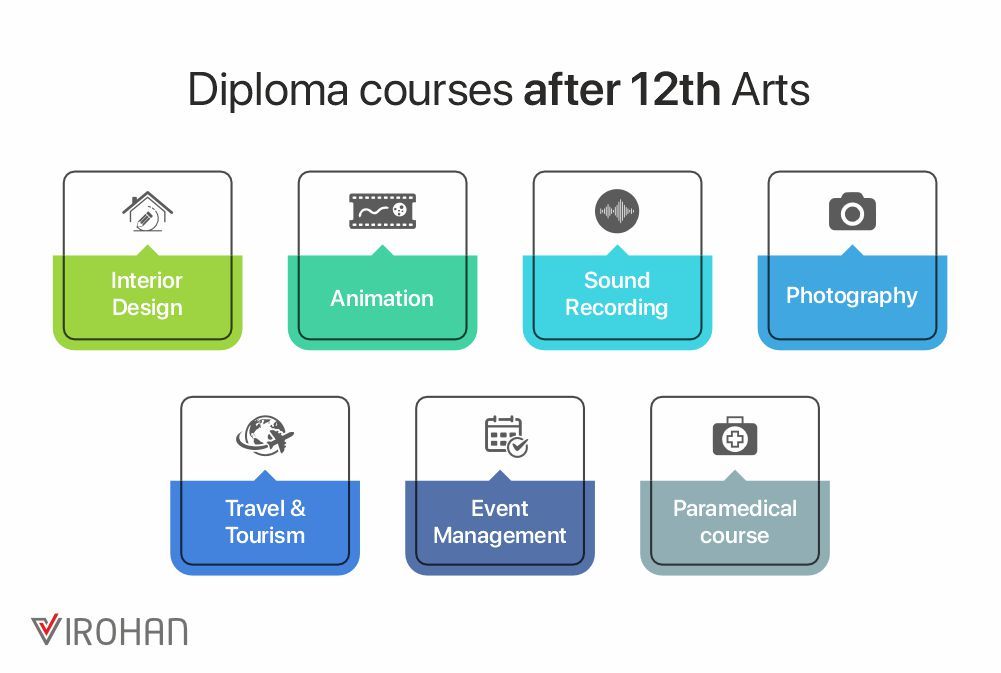 Diploma courses after 12th Arts
Interior
Design
Animation
Sound
Recording
Photography
Travel &
Tourism
Event
Management
Paramedical
course
VIROHAN